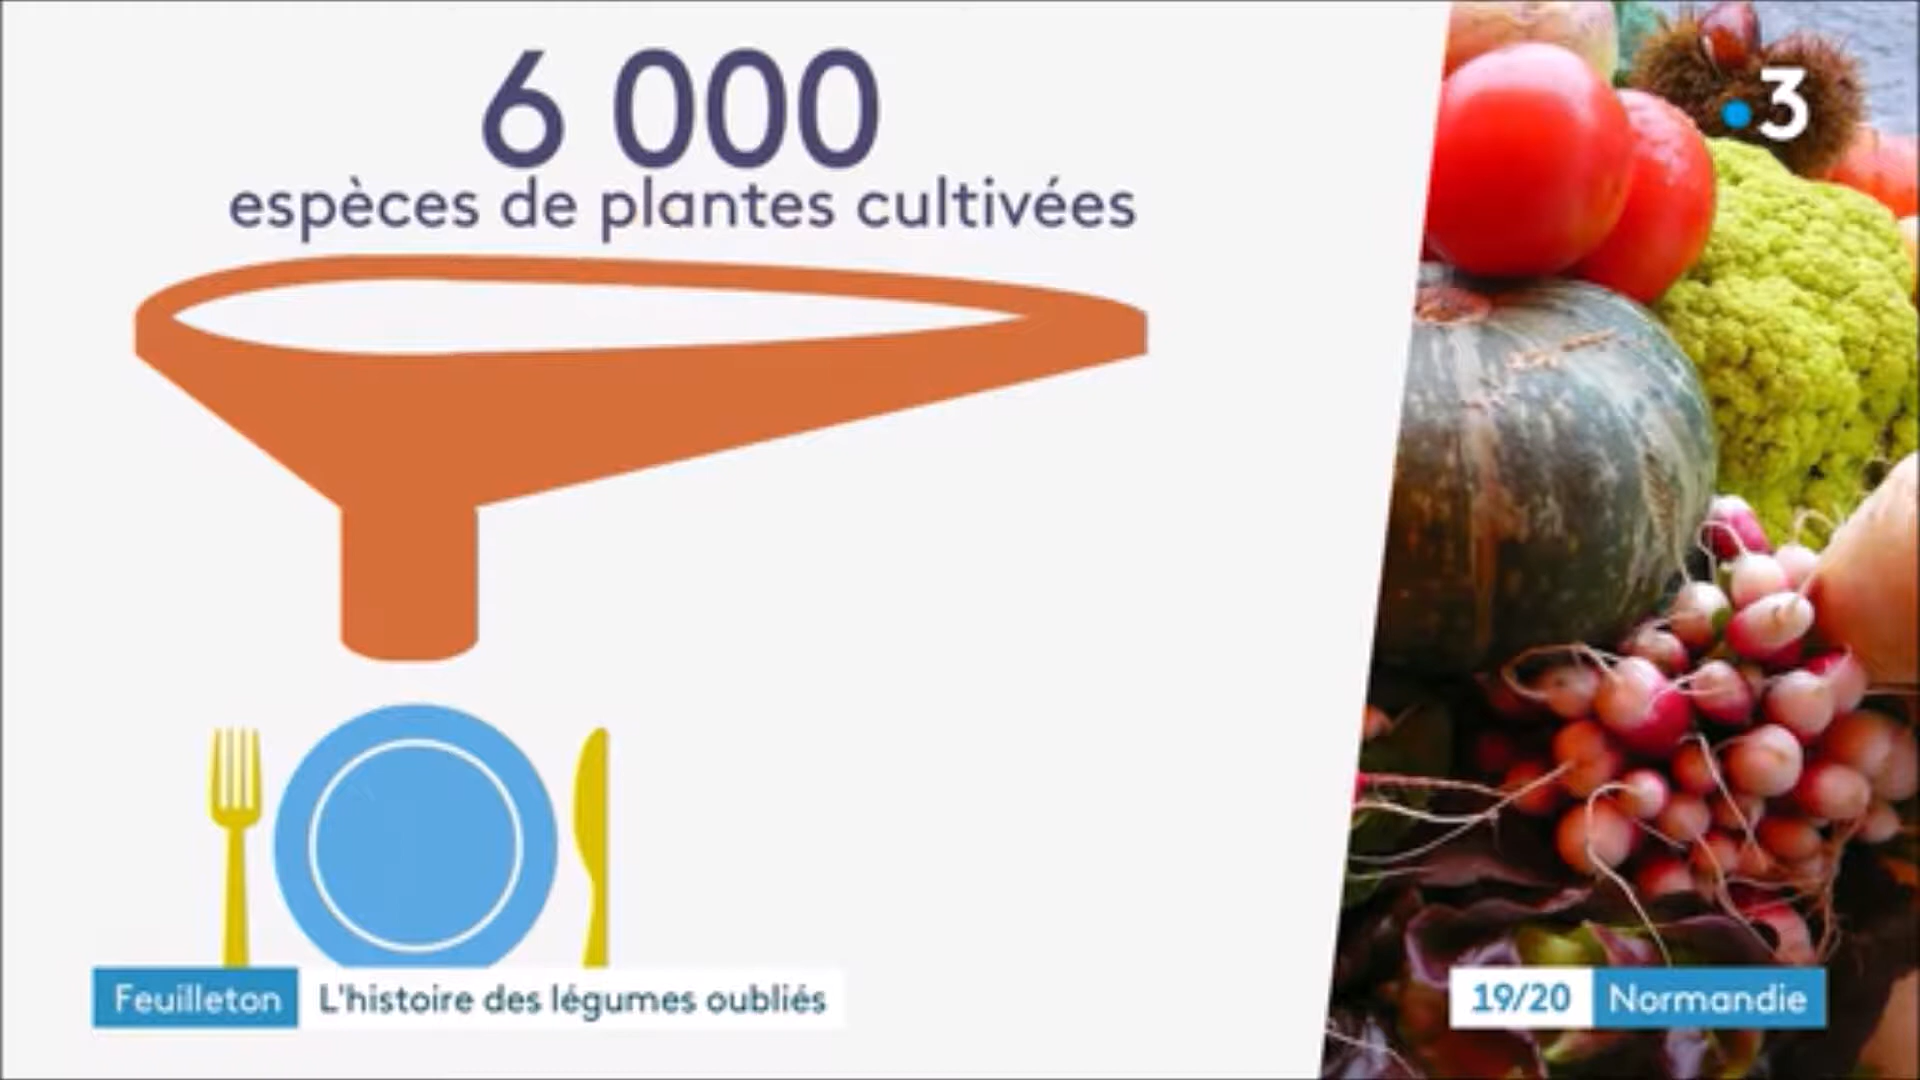 6 000
espèces de plantes cultivées
3
Feuilleton L'histoire des légumes oubliés
19/20 Normandie